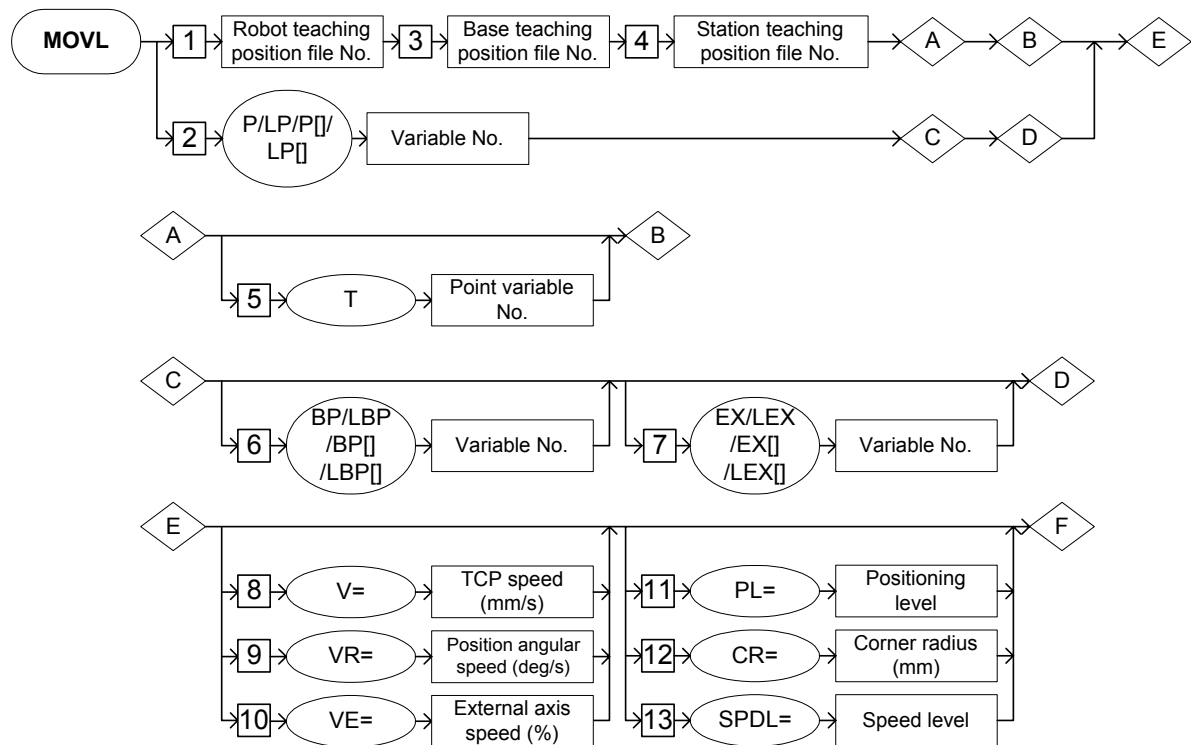 MOVL
1
Robot teaching
position file No.
3
Base teaching
position file No.
4
Station teaching
position file No.
A
B
E
2
P/LP/P[]/
LP[]
Variable No.
C
D
A
B
5
T
Point variable
No.
C
D
6
BP/LBP
/BP[]
/LBP[]
Variable No.
7
EX/LEX
/EX[]
/LEX[]
Variable No.
E
F
8
V=
TCP speed
(mm/s)
11
PL=
Positioning
level
9
VR=
Position angular
speed (deg/s)
12
CR=
Corner radius
(mm)
10
VE=
External axis
speed (%)
13
SPDL=
Speed level